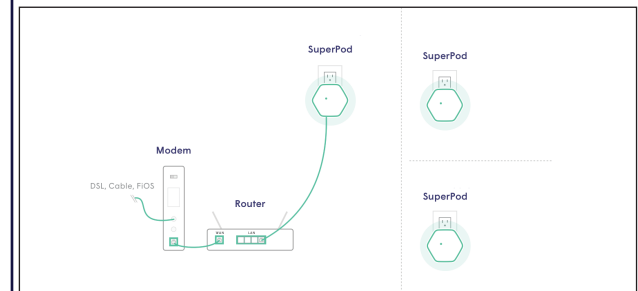 SuperPod
SuperPod
Modem
DSL, Cable, FiOS
Router
WAN LAN
SuperPod